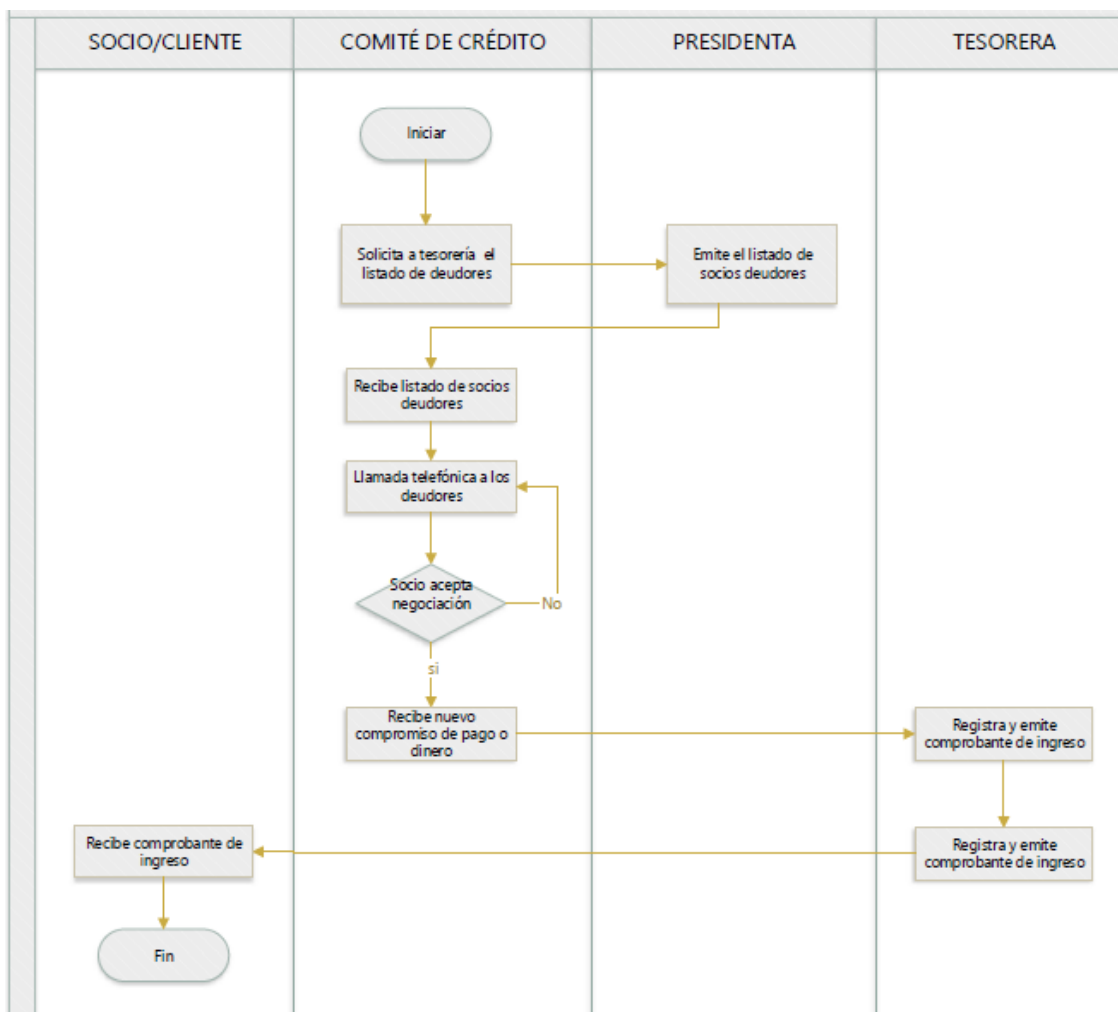 SOCIO/CLIENTE
COMITÉ DE CRÉDITO
PRESIDENTA
TESORERA
Iniciar
Solicita a tesorería el
listado de deudores
Emite el listado de
socios deudores
Recibe listado de socios
deudores
Llamada telefónica a los
deudores
Socio acepta
negociación
No
si
Recibe nuevo
compromiso de pago o
dinero
Registra y emite
comprobante de ingreso
Registra y emite
comprobante de ingreso
Recibe comprobante de
ingreso
Fin